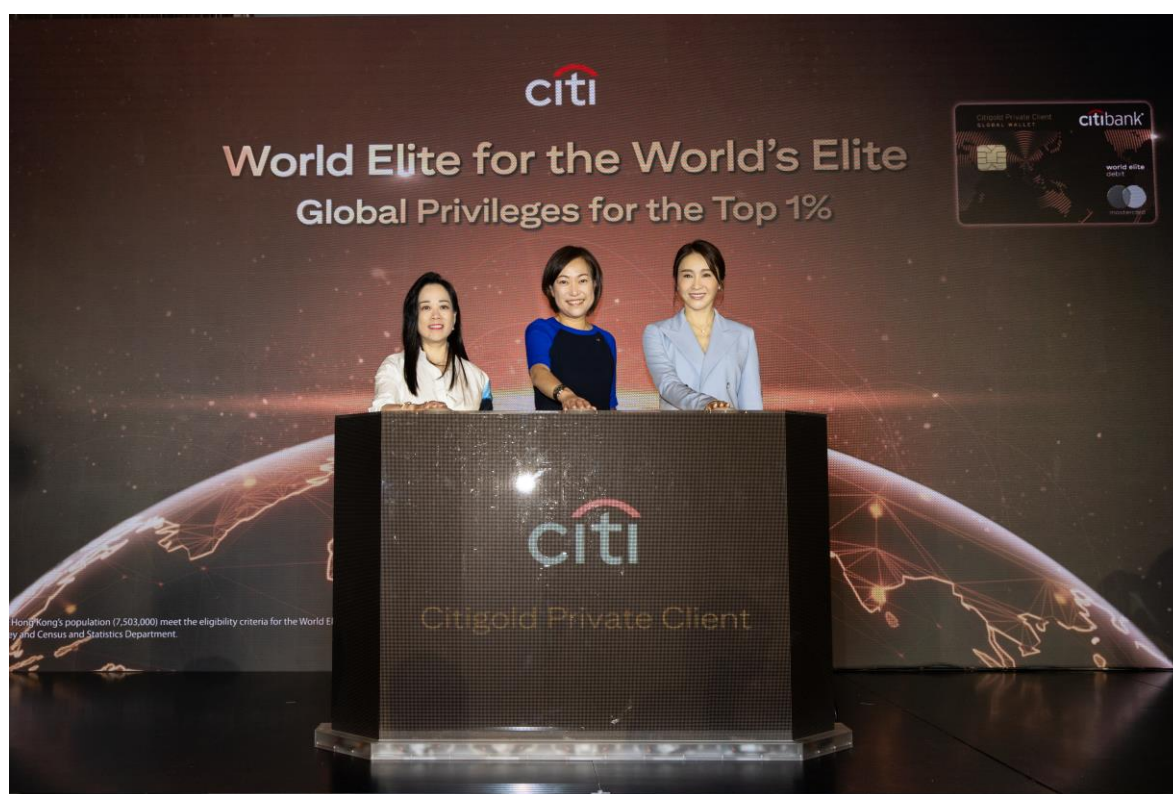 citi
World Elite for the World's Elite
Global Privileges for the Top 1%
Citigold Private Client
GLOBAL WALLET
citibank
world elite
debit
mastercard
citi
Citigold Private Client
Hong Kong's population (7,503,000) meet the eligibility criteria for the World El
ey and Census and Statistics Department.